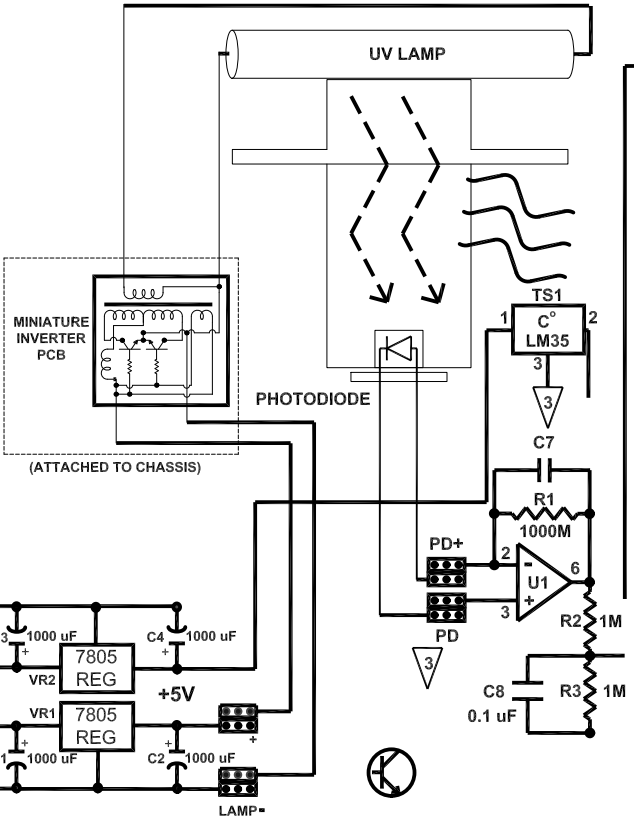 UV LAMP
TS1
1
C°
2
LM35
3
3
MINIATURE
INVERTER
PCB
PHOTODIODE
(ATTACHED TO CHASSIS)
C7
R1
1000M
PD+
2
-
U1
6
+
3
PD
3
R2
1M
3
1000 uF
+
C4
1000 uF
+
7805
REG
VR2
+5V
C8
0.1 uF
R3
1M
VR1
7805
REG
+
1
1000 uF
+
C2
1000 uF
+
LAMP-